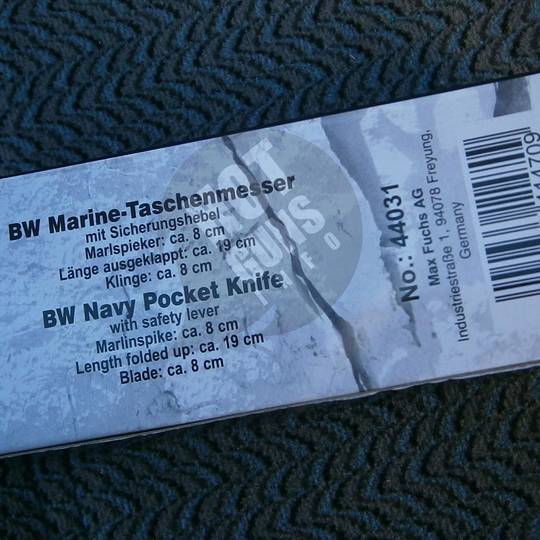 BW Marine-Taschenmesser
mit Sicherungshebel
Marlspieker: ca. 8 cm
Länge ausgeklappt: ca. 19 cm
Klinge: ca. 8 cm
BW Navy Pocket Knife
with safety lever
Marlinspike: ca. 8 cm
Length folded up: ca. 19 cm
Blade: ca. 8 cm
No.: 44031
Max Fuchs AG
Industriestraße 1, 94078 Freyung,
Germany